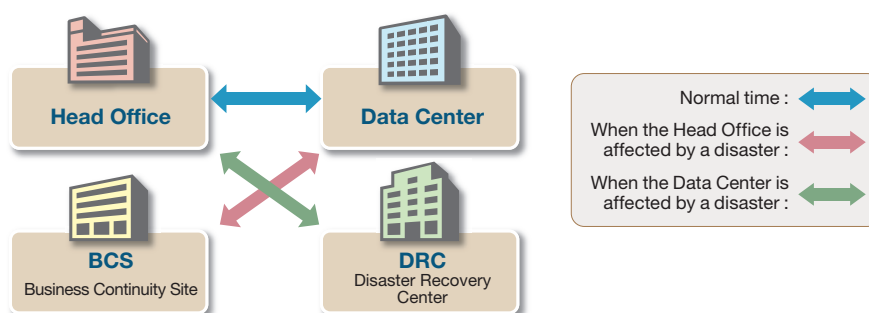 Head Office
Data Center
BCS
Business Continuity Site
DRC
Disaster Recovery
Center
Normal time :
When the Head Office is
affected by a disaster :
When the Data Center is
affected by a disaster :